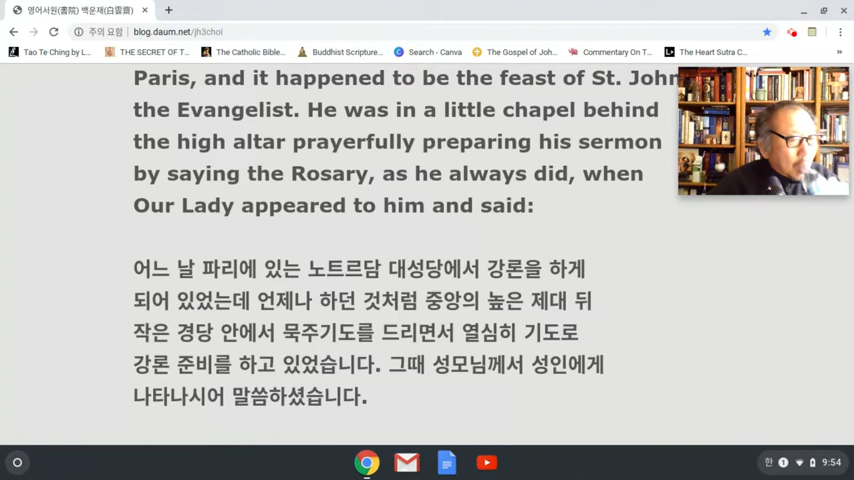 영어서원(書院) 백운재(白雲齋)
주의 요함
blog.daum.net/jh3choi
Tao Te Ching by L...
THE SECRET OF T...
The Catholic Bible...
Buddhist Scripture...
Search - Canva
The Gospel of Joh...
Commentary On T...
The Heart Sutra C...
»
Paris, and it happened to be the feast of St. John
the Evangelist. He was in a little chapel behind
the high altar prayerfully preparing his sermon
by saying the Rosary, as he always did, when
Our Lady appeared to him and said:
어느 날 파리에 있는 노트르담 대성당에서 강론을 하게
되어 있었는데 언제나 하던 것처럼 중앙의 높은 제대 뒤
작은 경당 안에서 묵주기도를 드리면서 열심히 기도로
강론 준비를 하고 있었습니다. 그때 성모님께서 성인에게
나타나시어 말씀하셨습니다.
한 1 9:54